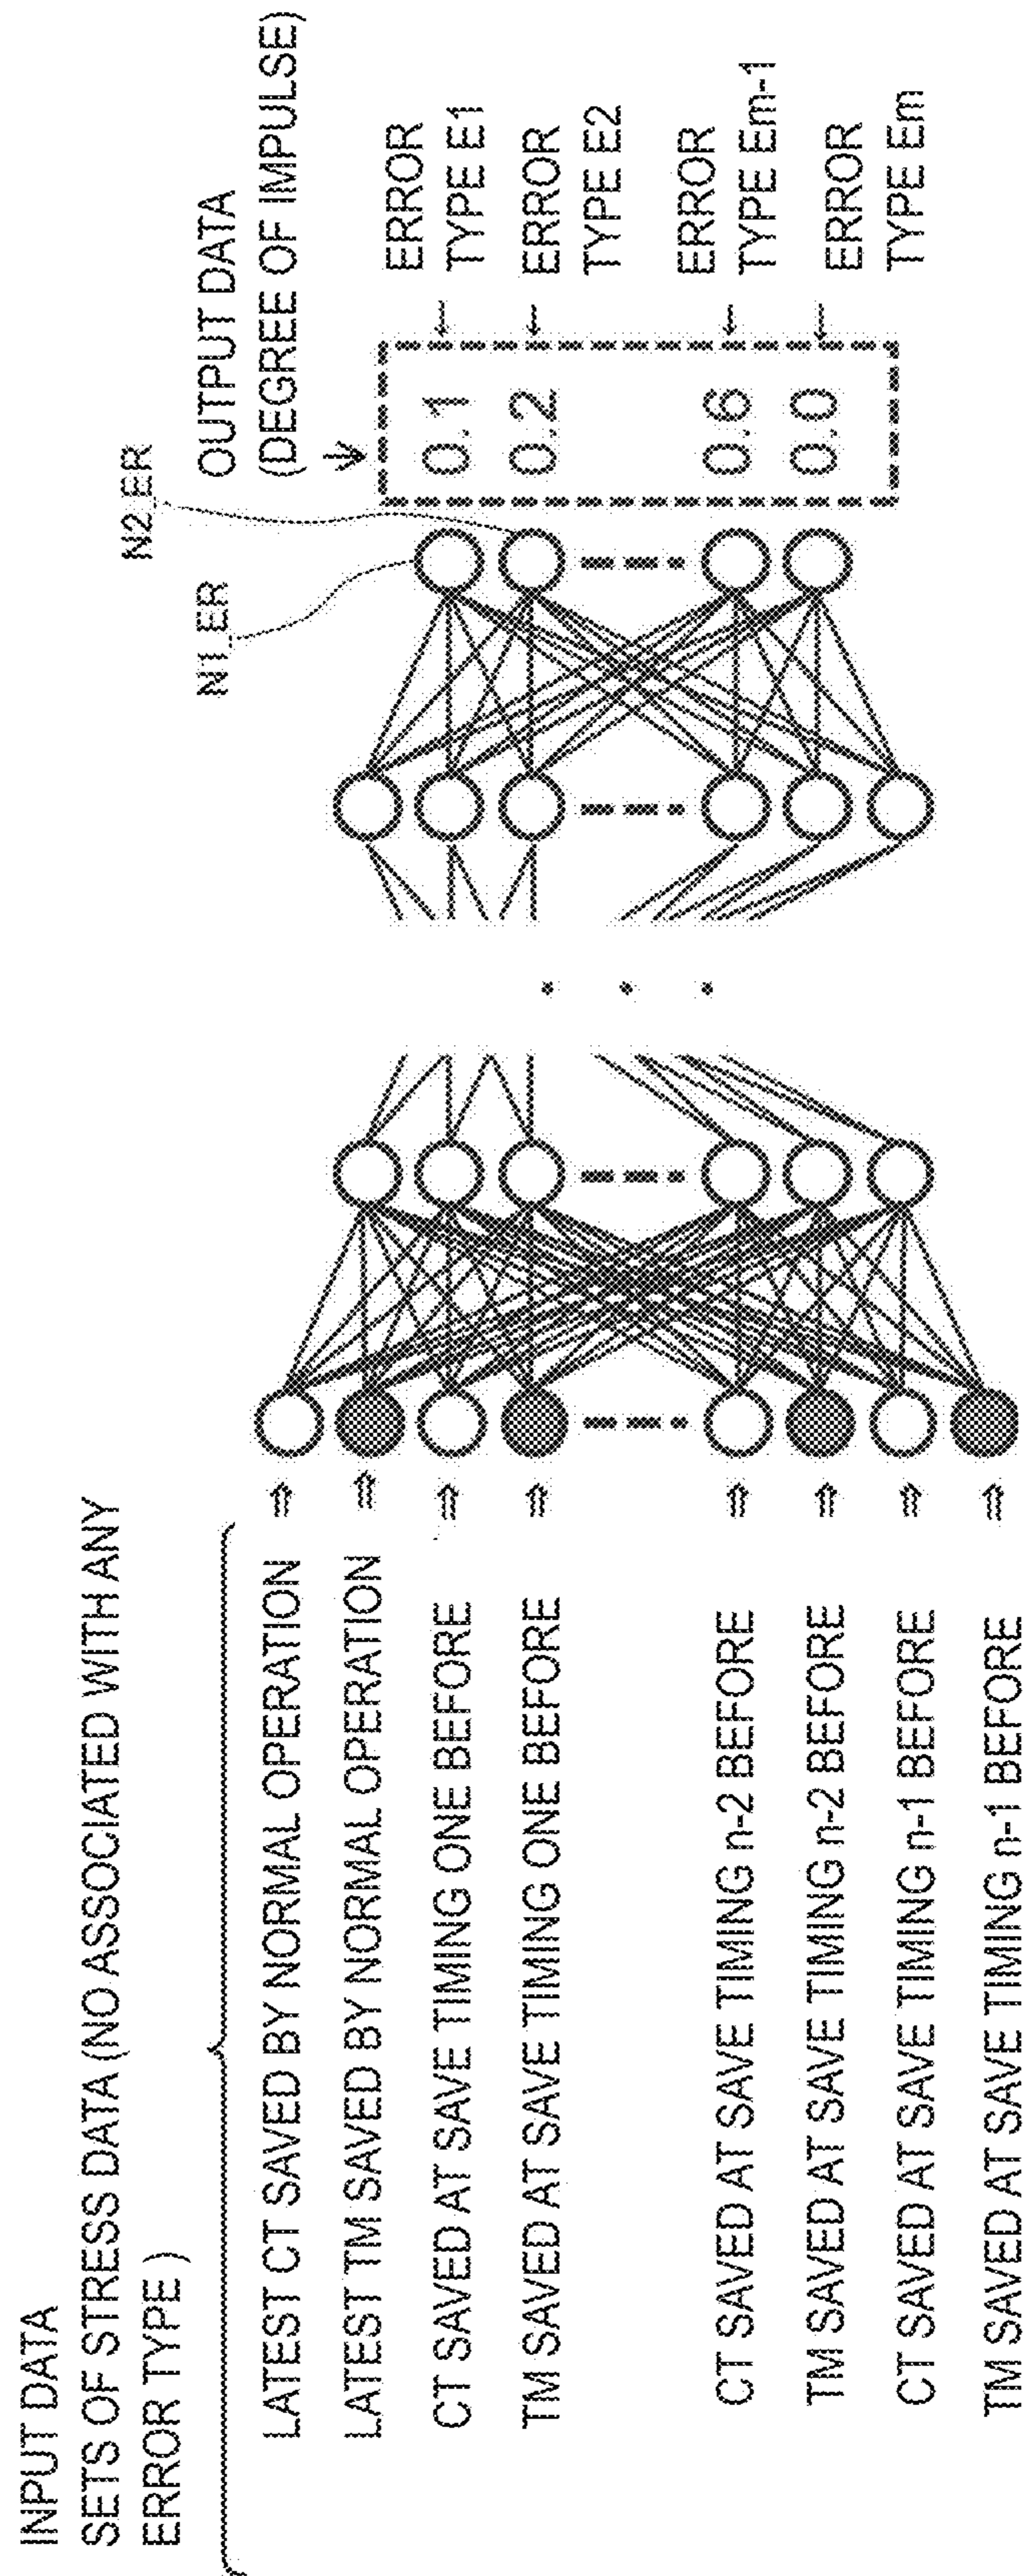 INPUT DATA
SETS OF STRESS DATA (NO ASSOCIATED WITH ANY
ERROR TYPE )
LATEST CT SAVED BY NORMAL OPERATION
LATEST TM SAVED BY NORMAL OPERATION
CT SAVED AT SAVE TIMING ONE BEFORE
TM SAVED AT SAVE TIMING ONE BEFORE
CT SAVED AT SAVE TIMING n-2 BEFORE
TM SAVED AT SAVE TIMING n-2 BEFORE
CT SAVED AT SAVE TIMING n-1 BEFORE
TM SAVED AT SAVE TIMING n-1 BEFORE
N1_ER
N2_ER
OUTPUT DATA
(DEGREE OF IMPULSE)
0.1
0.2
0.6
0.0
ERROR
TYPE E1
ERROR
TYPE E2
ERROR
TYPE Em-1
ERROR
TYPE Em